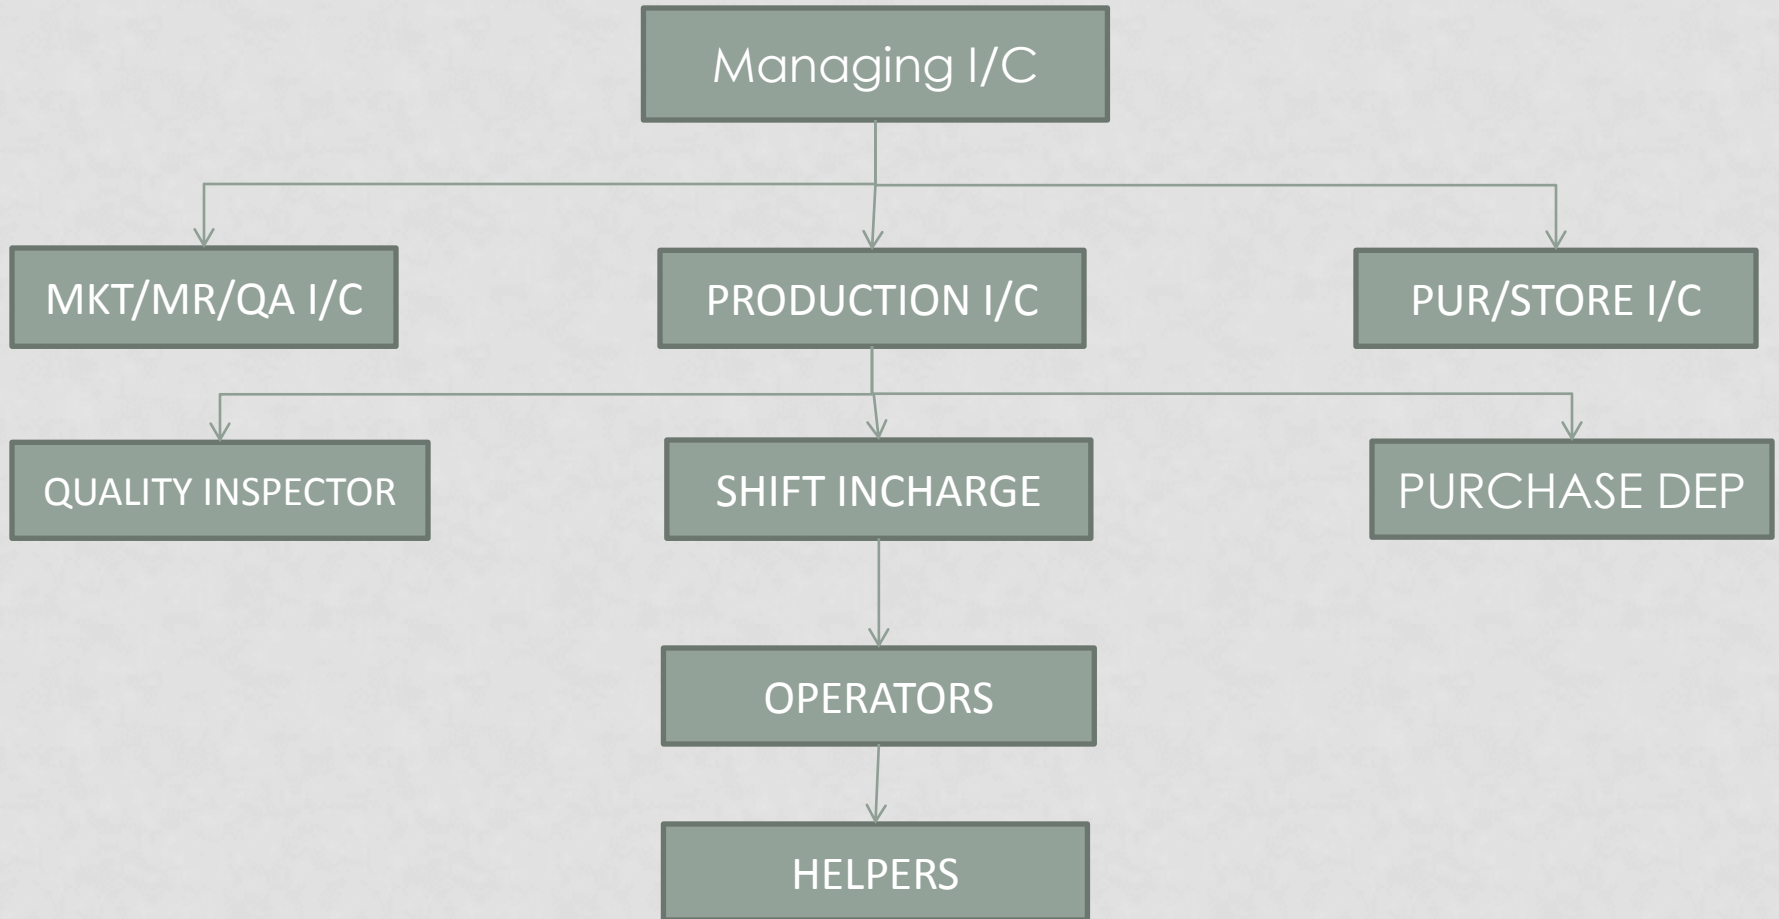 Managing I/C
MKT/MR/QA I/C
PRODUCTION I/C
PUR/STORE I/C
QUALITY INSPECTOR
SHIFT INCHARGE
PURCHASE DEP
OPERATORS
HELPERS